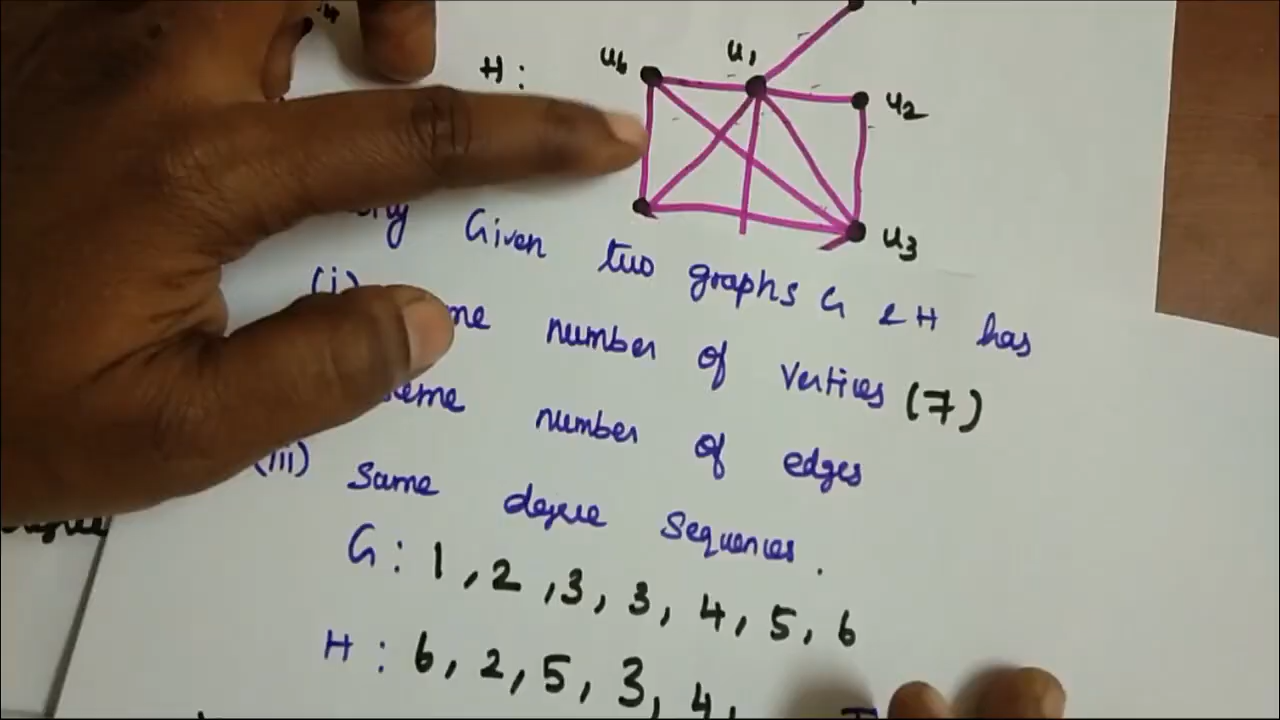 H :
u6 u1 u2
u3
Given two graphs G & H has
(i) number of vertices (7)
number of edges
(iii) Same degree Sequences.
G : 1, 2, 3, 3, 4, 5, 6
H : 6, 2, 5, 3, 4,